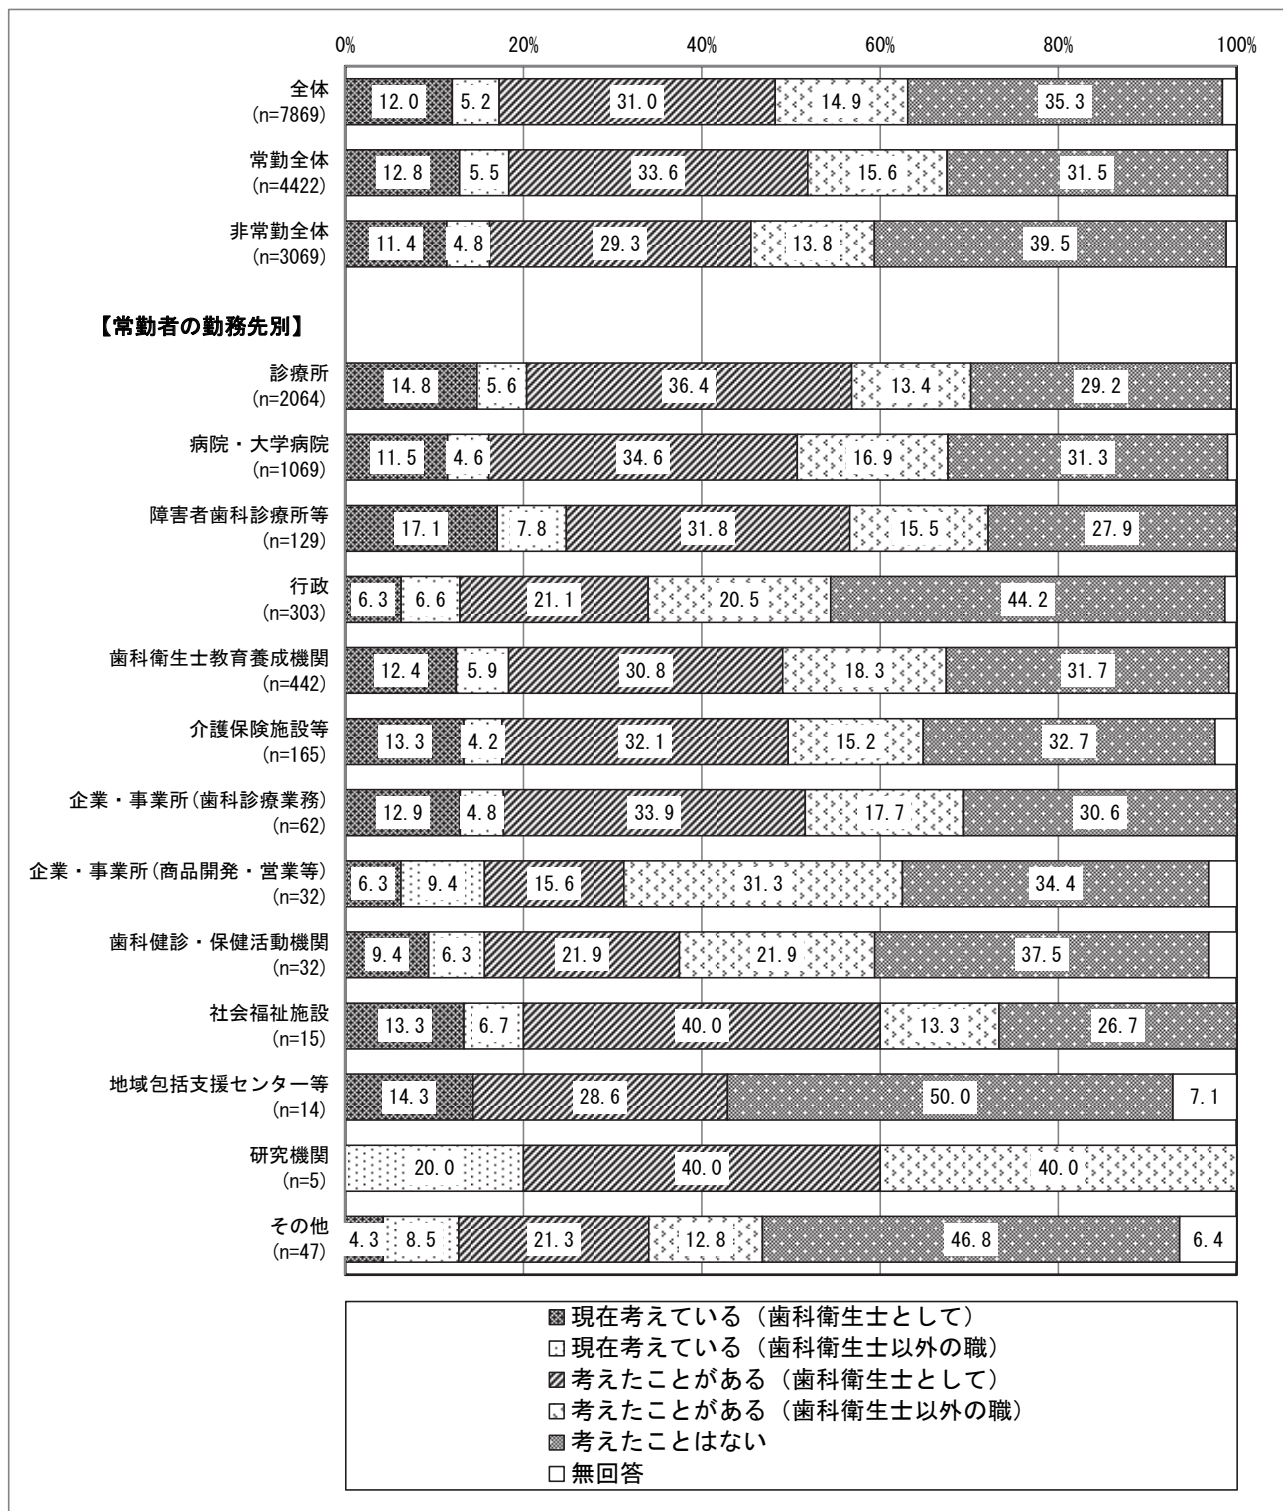 0% 20% 40% 60% 80% 100%
全体
(n=7869)
12.0 5.2 31.0 14.9 35.3
常勤全体
(n=4422)
12.8 5.5 33.6 15.6 31.5
非常勤全体
(n=3069)
11.4 4.8 29.3 13.8 39.5
【常勤者の勤務先別】
診療所
(n=2064)
14.8 5.6 36.4 13.4 29.2
病院・大学病院
(n=1069)
11.5 4.6 34.6 16.9 31.3
障害者歯科診療所等
(n=129)
17.1 7.8 31.8 15.5 27.9
行政
(n=303)
6.3 6.6 21.1 20.5 44.2
歯科衛生士教育養成機関
(n=442)
12.4 5.9 30.8 18.3 31.7
介護保険施設等
(n=165)
13.3 4.2 32.1 15.2 32.7
企業・事業所(歯科診療業務)
(n=62)
12.9 4.8 33.9 17.7 30.6
企業・事業所(商品開発・営業等)
(n=32)
6.3 9.4 15.6 31.3 34.4
歯科健診・保健活動機関
(n=32)
9.4 6.3 21.9 21.9 37.5
社会福祉施設
(n=15)
13.3 6.7 40.0 13.3 26.7
地域包括支援センター等
(n=14)
14.3 28.6 50.0 7.1
研究機関
(n=5)
20.0 40.0 40.0
その他
(n=47)
4.3 8.5 21.3 12.8 46.8 6.4
現在考えている（歯科衛生士として）
現在考えている（歯科衛生士以外の職）
考えたことがある（歯科衛生士として）
考えたことがある（歯科衛生士以外の職）
考えたことはない
無回答